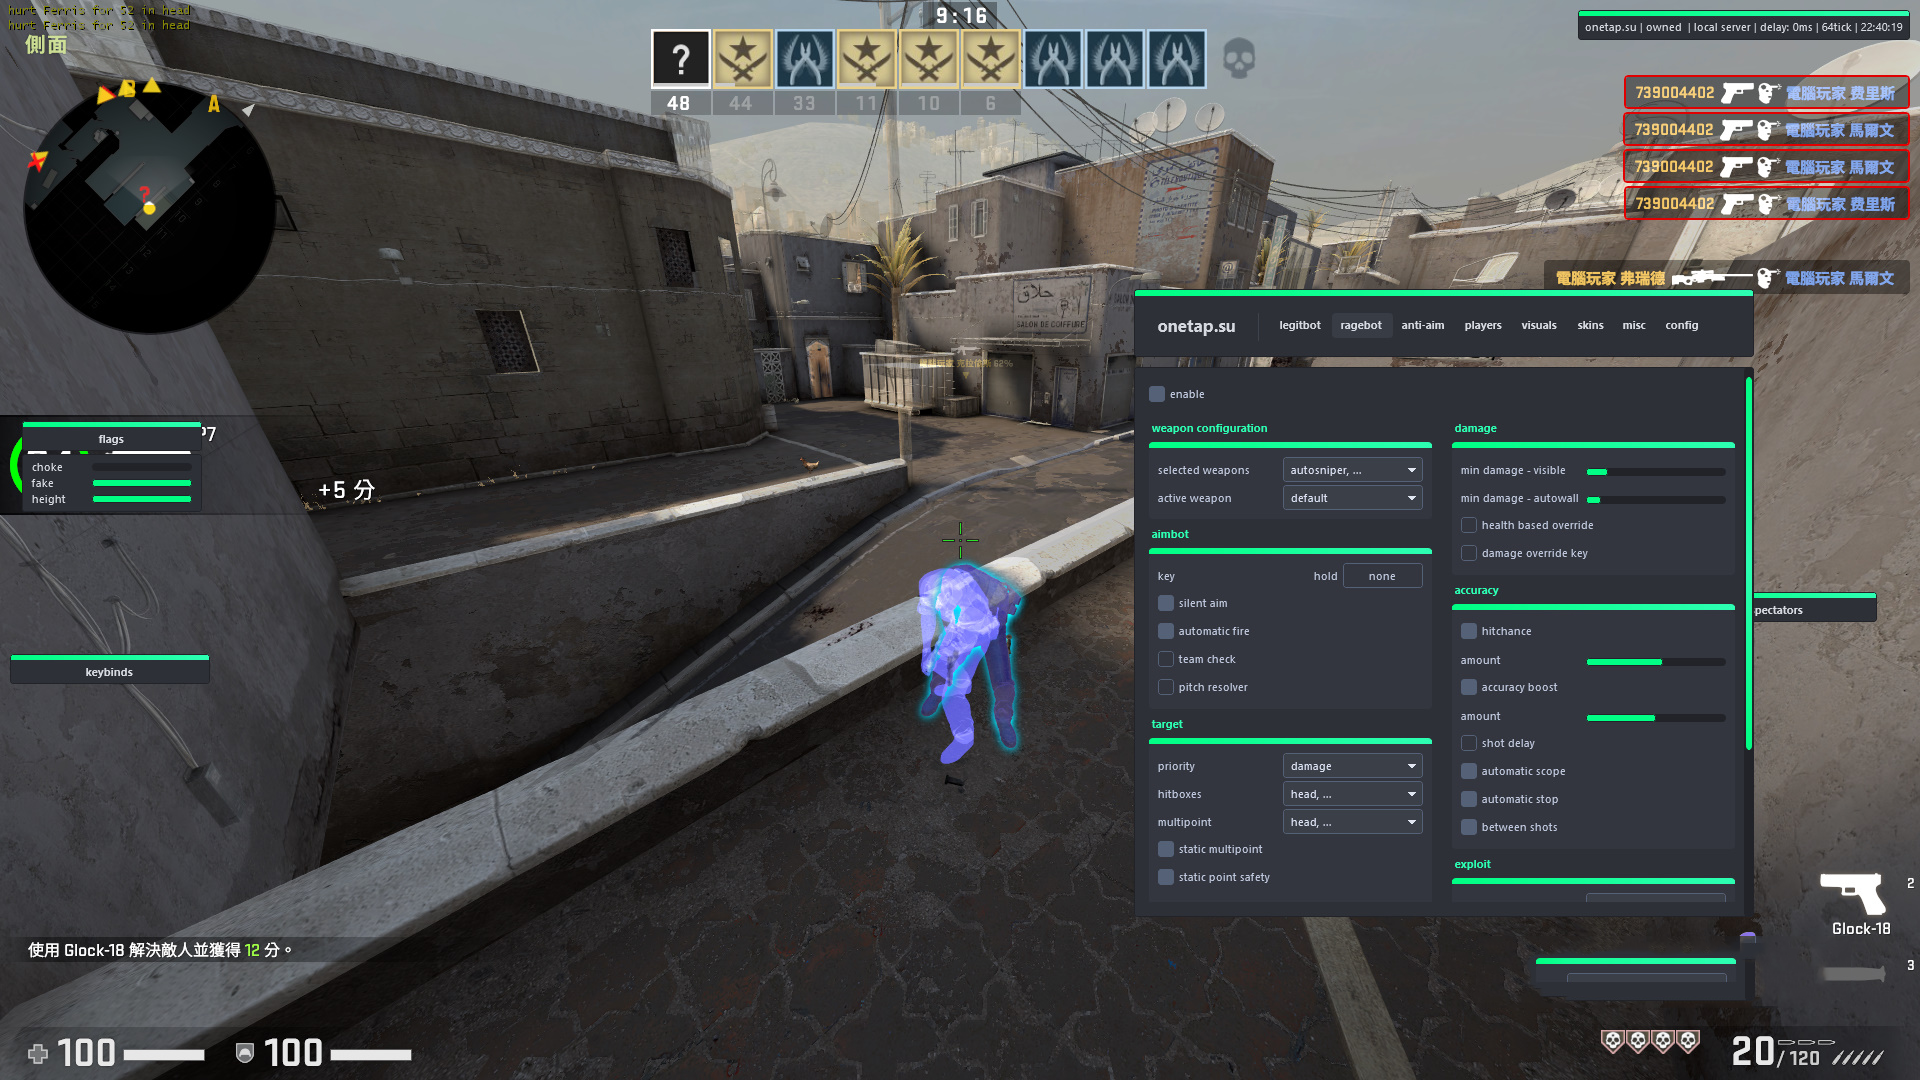 hurt Ferris for 52 in head
hurt Ferris for 52 in head
側面
9:16
?
48 44 33 11 10 6
onetap.su | owned | local server | delay: 0ms | 64tick | 22:40:19
739004402 電腦玩家 費里斯
739004402 電腦玩家 馬爾文
739004402 電腦玩家 馬爾文
739004402 電腦玩家 費里斯
電腦玩家 弗瑞德 電腦玩家 馬爾文
B
A
?
حلاق
SALON DE COIFFURE
62%
flags
choke
fake
height
+5 分
keybinds
onetap.su
legitbot ragebot anti-aim players visuals skins misc config
enable
weapon configuration
selected weapons autosniper, ...
active weapon default
aimbot
key hold none
silent aim
automatic fire
team check
pitch resolver
target
priority damage
hitboxes head, ...
multipoint head, ...
static multipoint
static point safety
damage
min damage - visible
min damage - autowall
health based override
damage override key
accuracy
hitchance
amount
accuracy boost
amount
shot delay
automatic scope
automatic stop
between shots
exploit
pectators
2
Glock-18
3
使用 Glock-18 解決敵人並獲得 12 分。
100 100
20 / 120